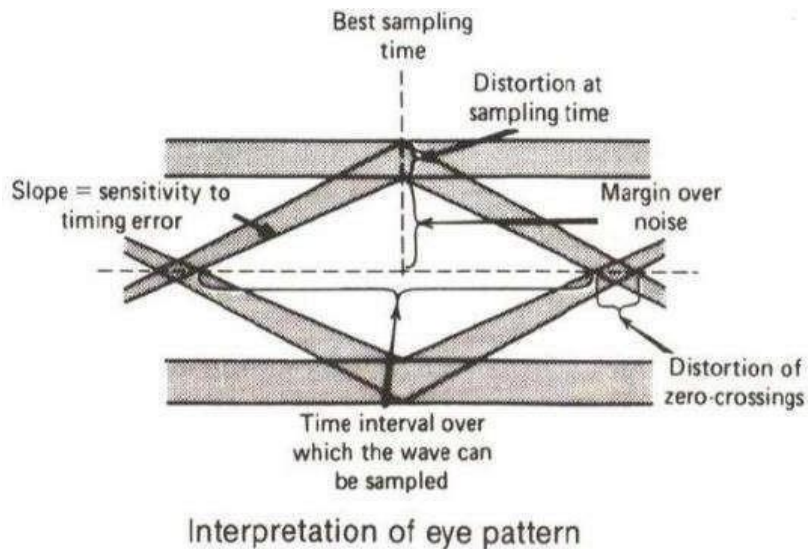 Best sampling
time
Distortion at
sampling time
Slope = sensitivity to
timing error
Margin over
noise
Distortion of
zero-crossings
Time interval over
which the wave can
be sampled
Interpretation of eye pattern